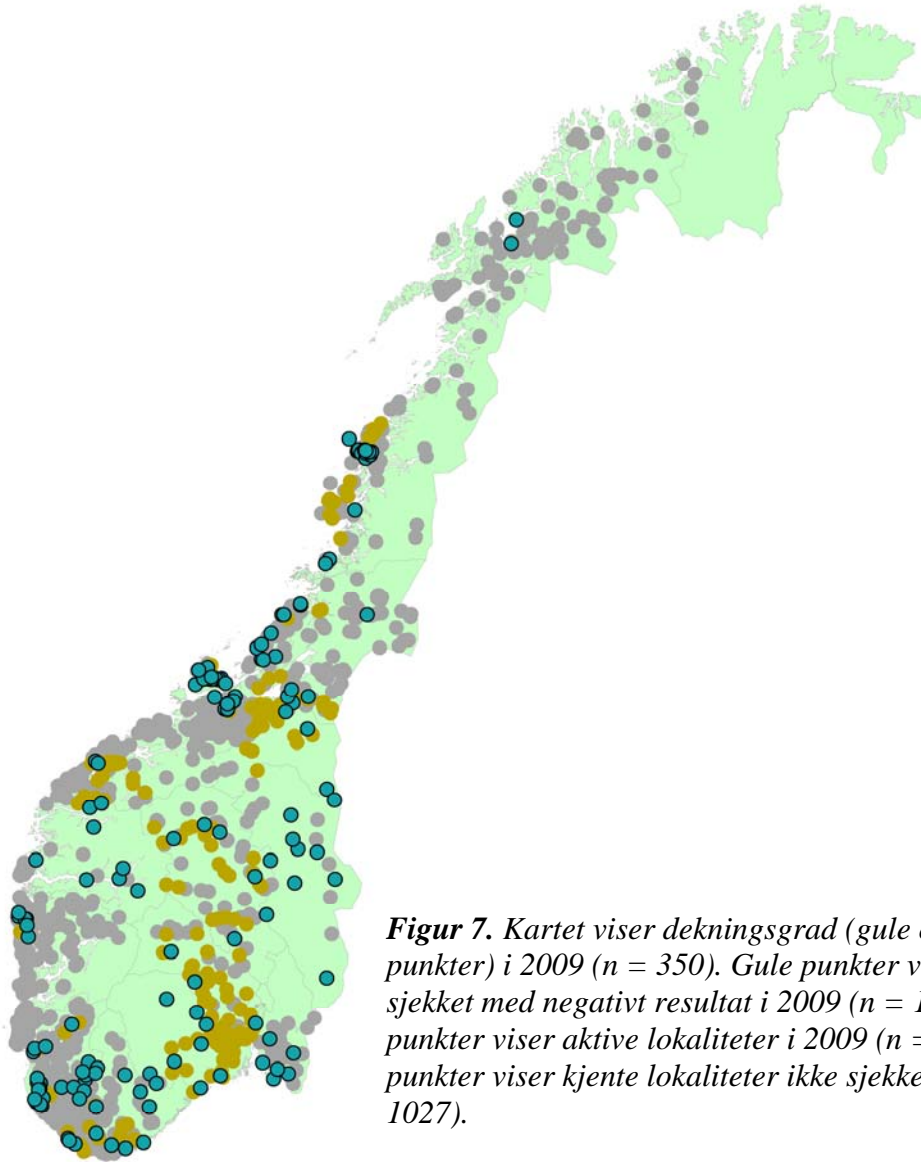 Figur 7. Kartet viser dekningsgrad (gule
punkter) i 2009 (n = 350). Gule punkter
sjekket med negativt resultat i 2009 (n =
punkter viser aktive lokaliteter i 2009 (n =
punkter viser kjente lokaliteter ikke
1027).